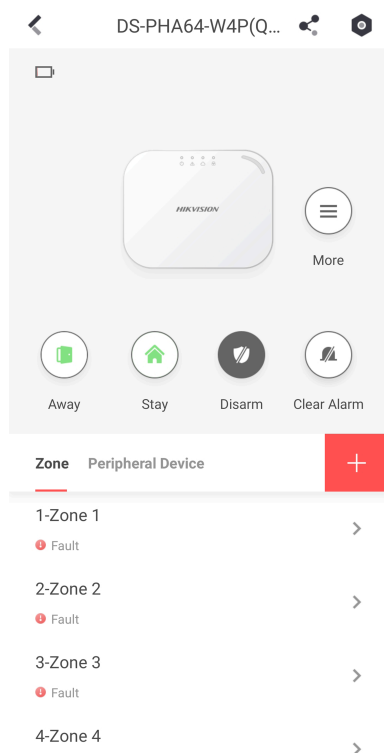 DS-PHA64-W4P(Q...
HIKVISION
More
Away
Stay
Disarm
Clear Alarm
Zone
Peripheral Device
1-Zone 1
Fault
2-Zone 2
Fault
3-Zone 3
Fault
4-Zone 4